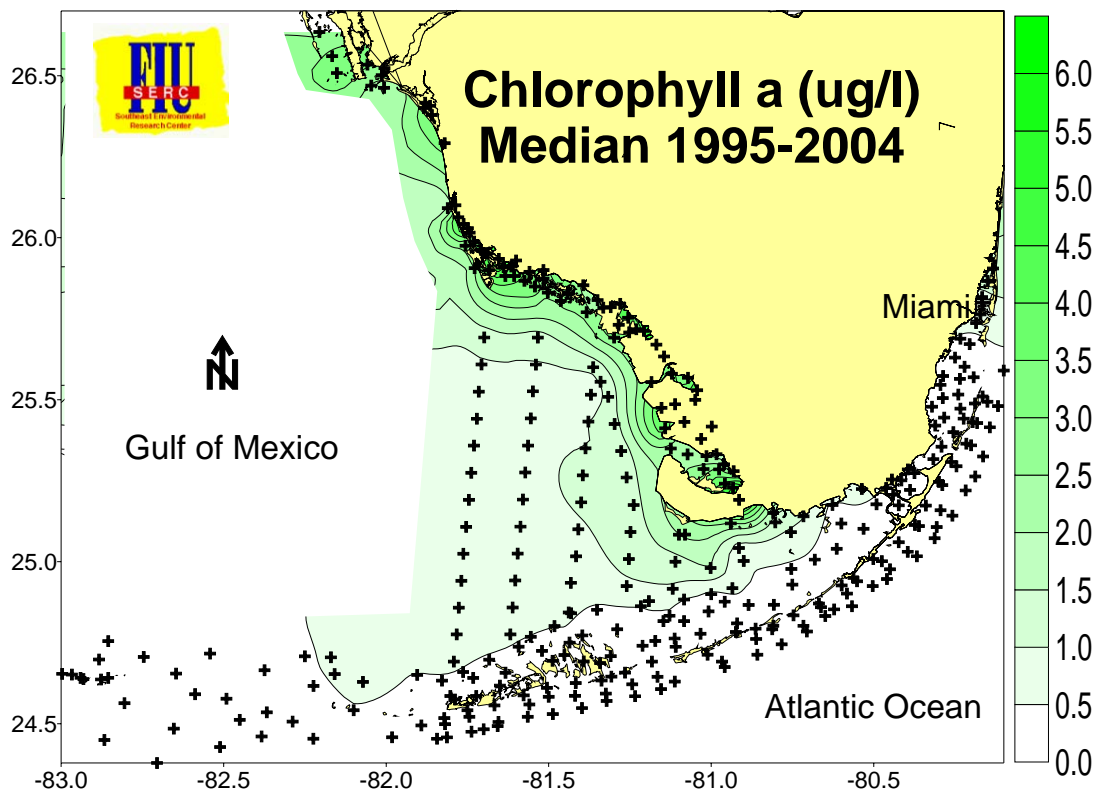 FIU
SERC
Southeast Environmental
Research Center
Chlorophyll a (ug/l)
Median 1995-2004
Miami
N
Gulf of Mexico
Atlantic Ocean
26.5
26.0
25.5
25.0
24.5
-83.0
-82.5
-82.0
-81.5
-81.0
-80.5
6.0
5.5
5.0
4.5
4.0
3.5
3.0
2.5
2.0
1.5
1.0
0.5
0.0